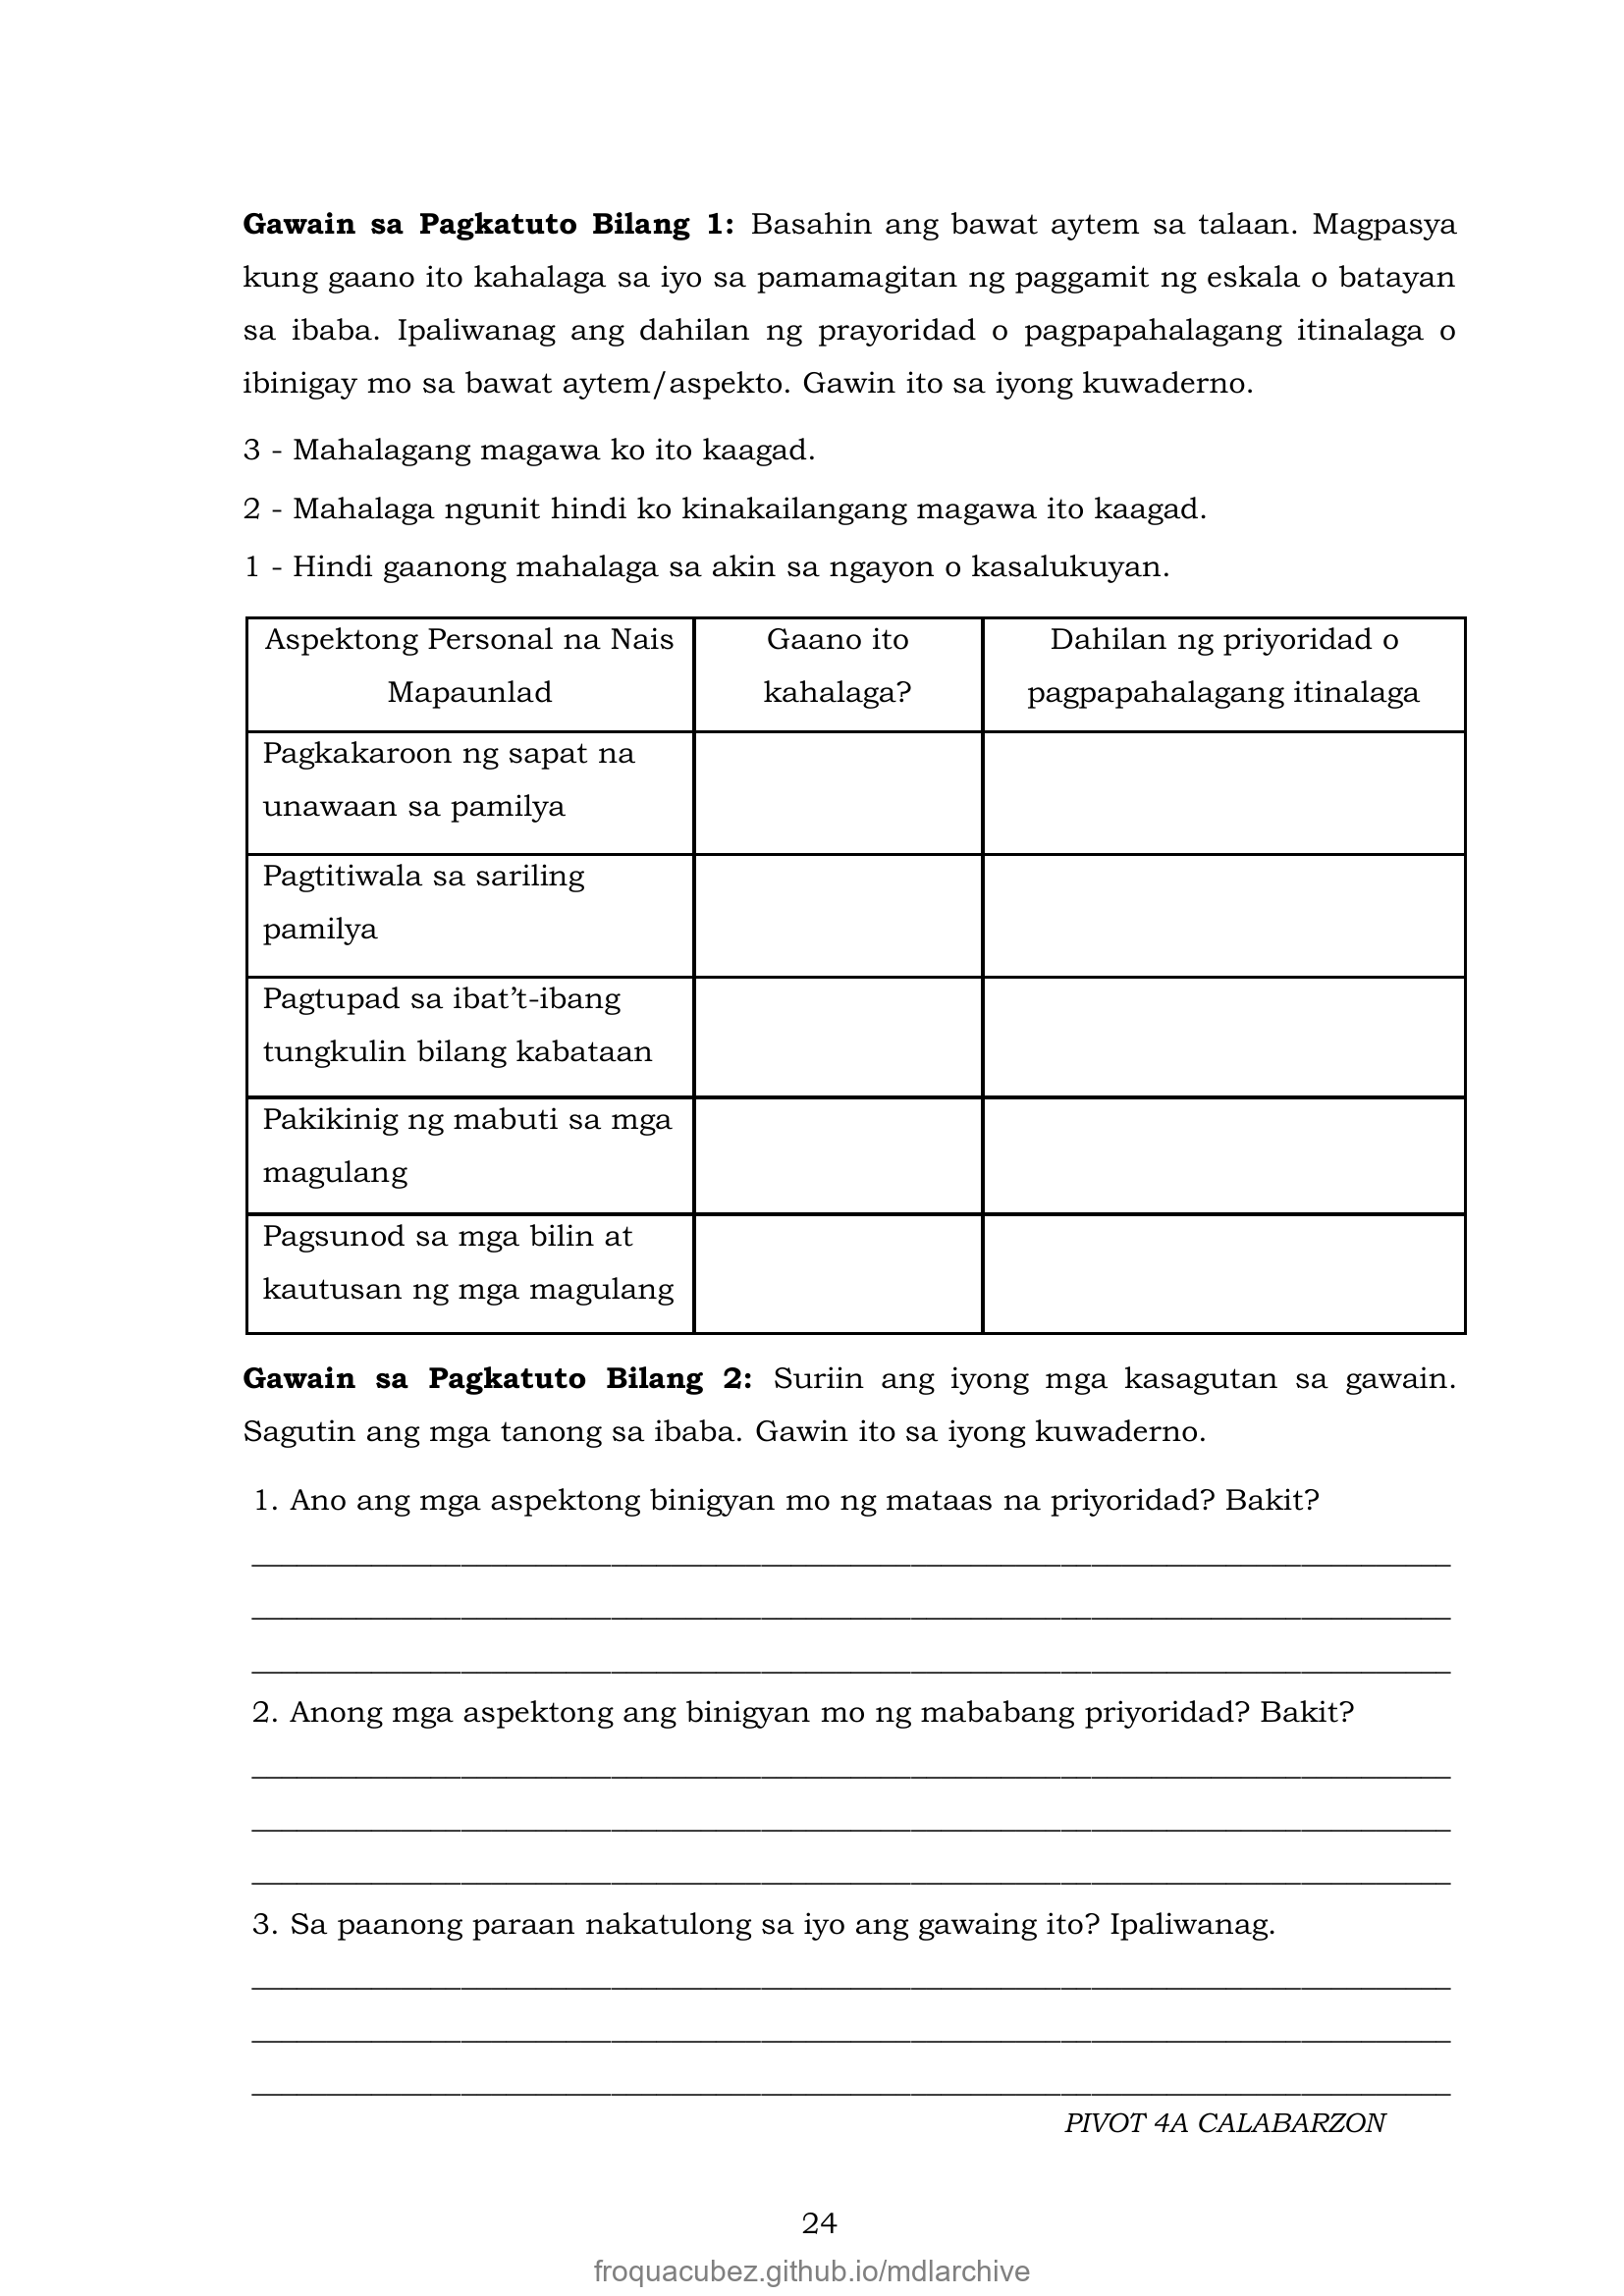 Gawain sa Pagkatuto Bilang 1: Basahin ang bawat aytem sa talaan. Magpasya
kung gaano ito kahalaga sa iyo sa pamamagitan ng paggamit ng eskala o batayan
sa ibaba. Ipaliwanag ang dahilan ng prayoridad o pagpapahalagang itinalaga o
ibinigay mo sa bawat aytem/aspekto. Gawin ito sa iyong kuwaderno.
3 - Mahalagang magawa ko ito kaagad.
2 - Mahalaga ngunit hindi ko kinakailangang magawa ito kaagad.
1 - Hindi gaanong mahalaga sa akin sa ngayon o kasalukuyan.
Aspektong Personal na Nais
Mapaunlad
Gaano ito
kahalaga?
Dahilan ng priyoridad o
pagpapahalagang itinalaga
Pagkakaroon ng sapat na
unawaan sa pamilya
Pagtitiwala sa sariling
pamilya
Pagtupad sa ibat’t-ibang
tungkulin bilang kabataan
Pakikinig ng mabuti sa mga
magulang
Pagsunod sa mga bilin at
kautusan ng mga magulang
Gawain sa Pagkatuto Bilang 2: Suriin ang iyong mga kasagutan sa gawain.
Sagutin ang mga tanong sa ibaba. Gawin ito sa iyong kuwaderno.
1. Ano ang mga aspektong binigyan mo ng mataas na priyoridad? Bakit?
2. Anong mga aspektong ang binigyan mo ng mababang priyoridad? Bakit?
3. Sa paanong paraan nakatulong sa iyo ang gawaing ito? Ipaliwanag.
PIVOT 4A CALABARZON
24
froquacubez.github.io/mdlarchive